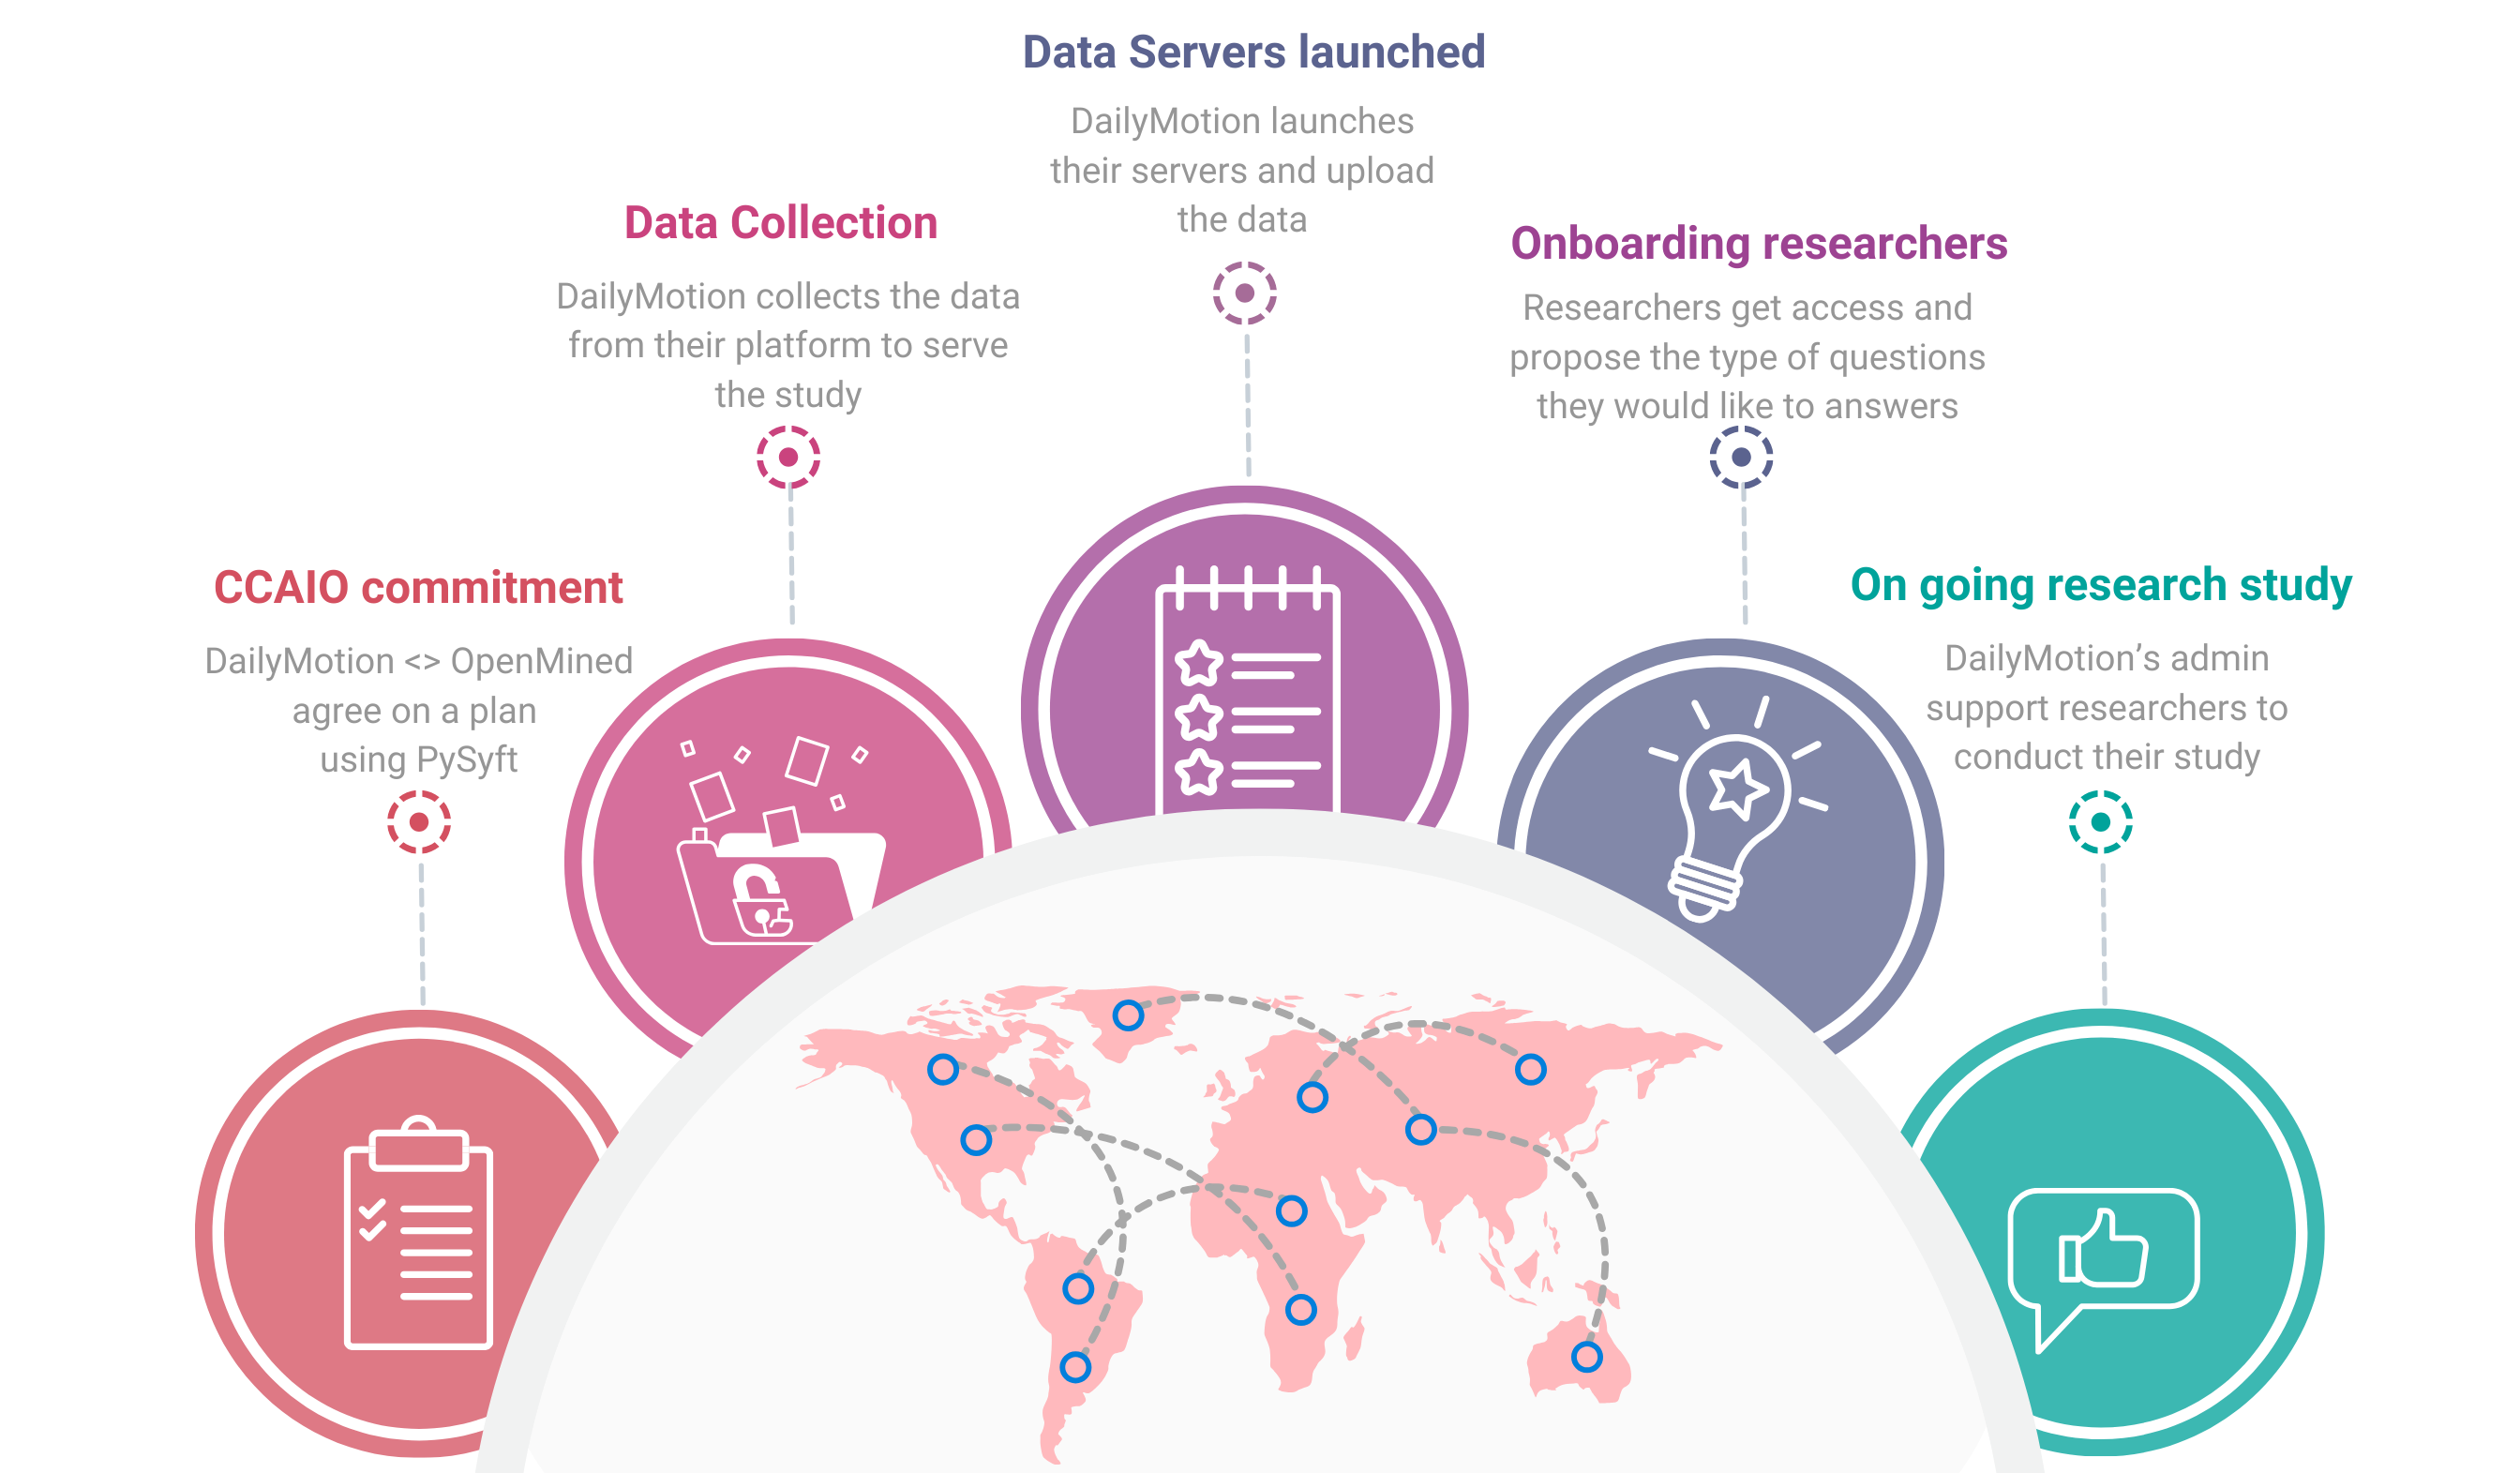 CCAIO commitment
DailyMotion <> OpenMined
agree on a plan
using PySyft
Data Collection
DailyMotion collects the data
from their platform to serve
the study
Data Servers launched
DailyMotion launches
their servers and upload
the data
Onboarding researchers
Researchers get access and
propose the type of questions
they would like to answers
On going research study
DailyMotion’s admin
support researchers to
conduct their study